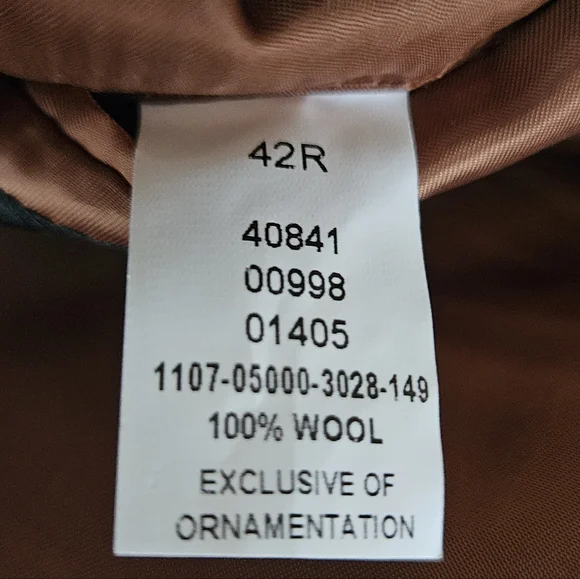 42R
40841
00998
01405
1107-05000-3028-149
100% WOOL
EXCLUSIVE OF
ORNAMENTATION